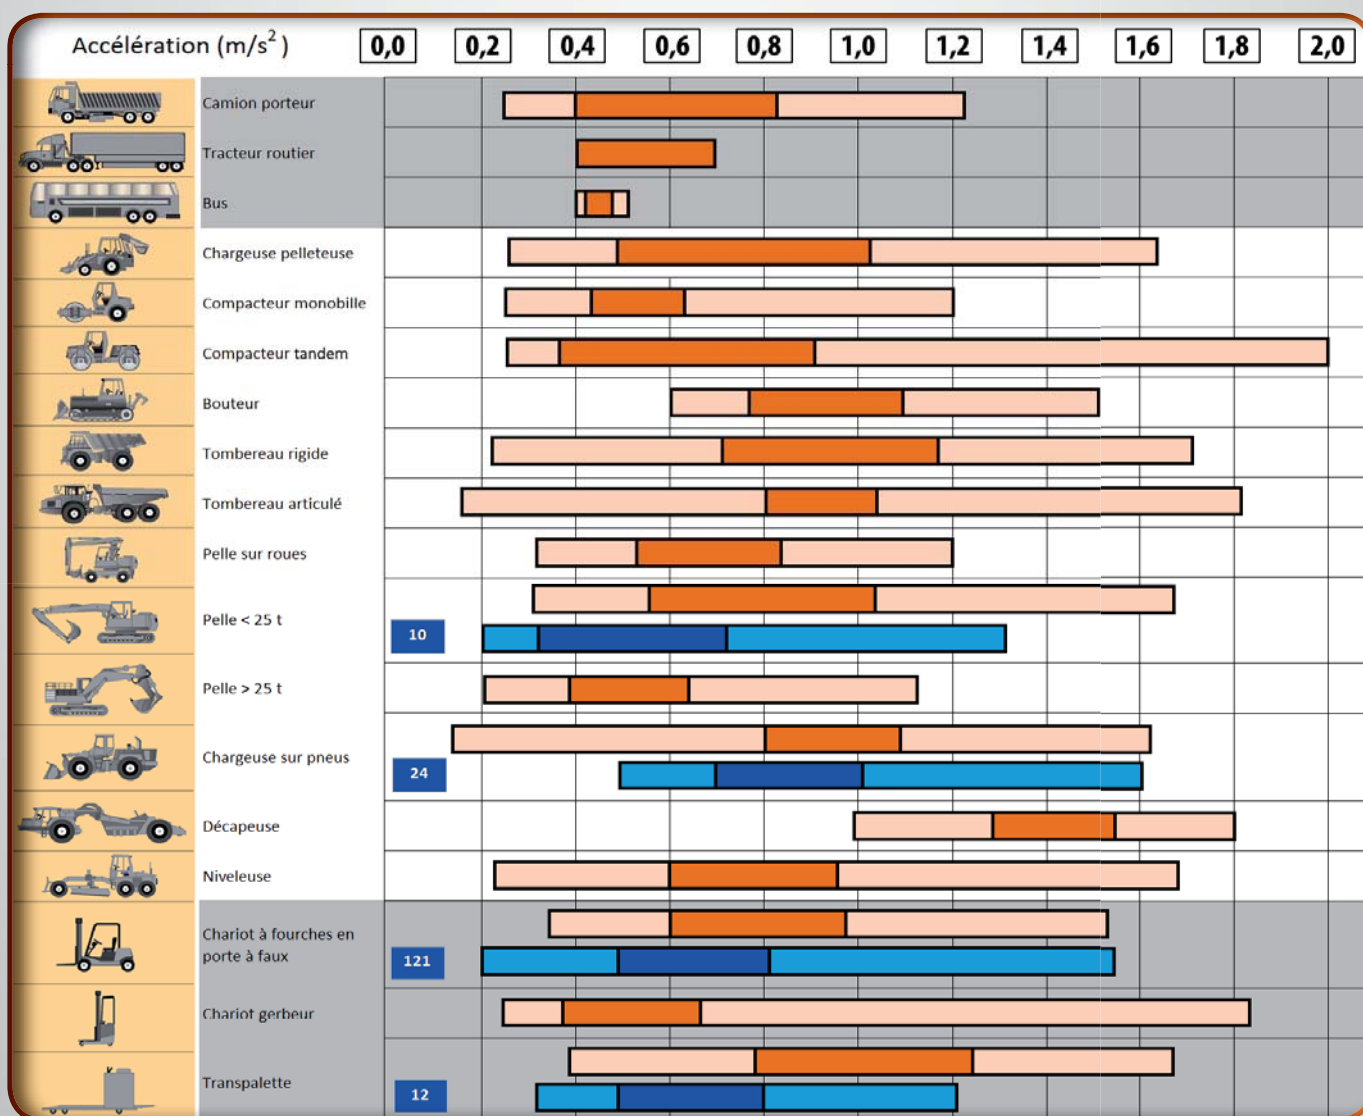 Accélération (m/s²) 0,0 0,2 0,4 0,6 0,8 1,0 1,2 1,4 1,6 1,8 2,0
Camion porteur
Tracteur routier
Bus
Chargeuse pelleteuse
Compacteur monobille
Compacteur tandem
Bouteur
Tombereau rigide
Tombereau articulé
Pelle sur roues
Pelle < 25 t
10
Pelle > 25 t
Chargeuse sur pneus
24
Décapeuse
Niveleuse
Chariot à fourches en
porte à faux
121
Chariot gerbeur
Transpalette
12